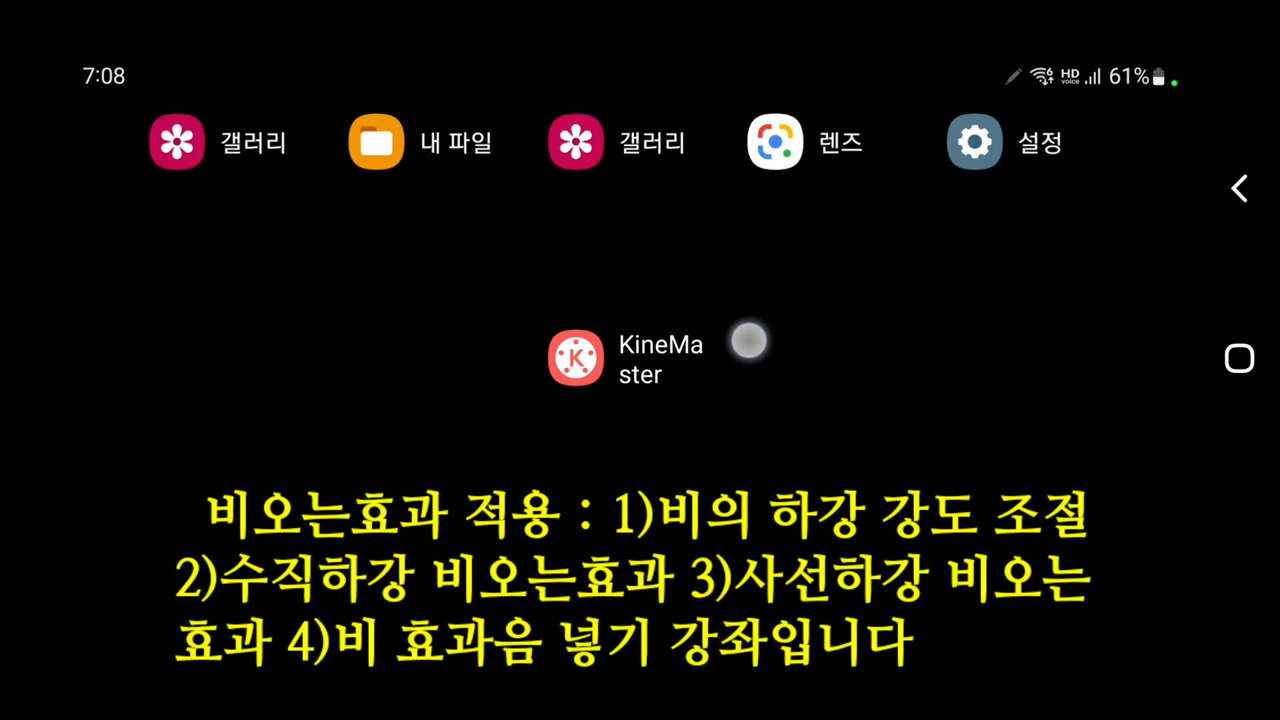 7:08
HD voice 61%
갤러리 내 파일 갤러리 렌즈 설정
KineMa
ster
비오는효과 적용 : 1)비의 하강 강도 조절
2)수직하강 비오는효과 3)사선하강 비오는
효과 4)비 효과음 넣기 강좌입니다